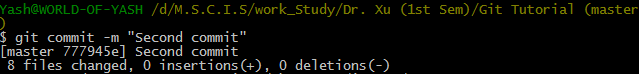 Yash@WORLD-OF-YASH /d/M.S.C.I.S/work_Study/Dr. Xu (1st Sem)/Git Tutorial (master
)
$ git commit -m "Second commit"
[master 777945e] Second commit
 8 files changed, 0 insertions(+), 0 deletions(-)